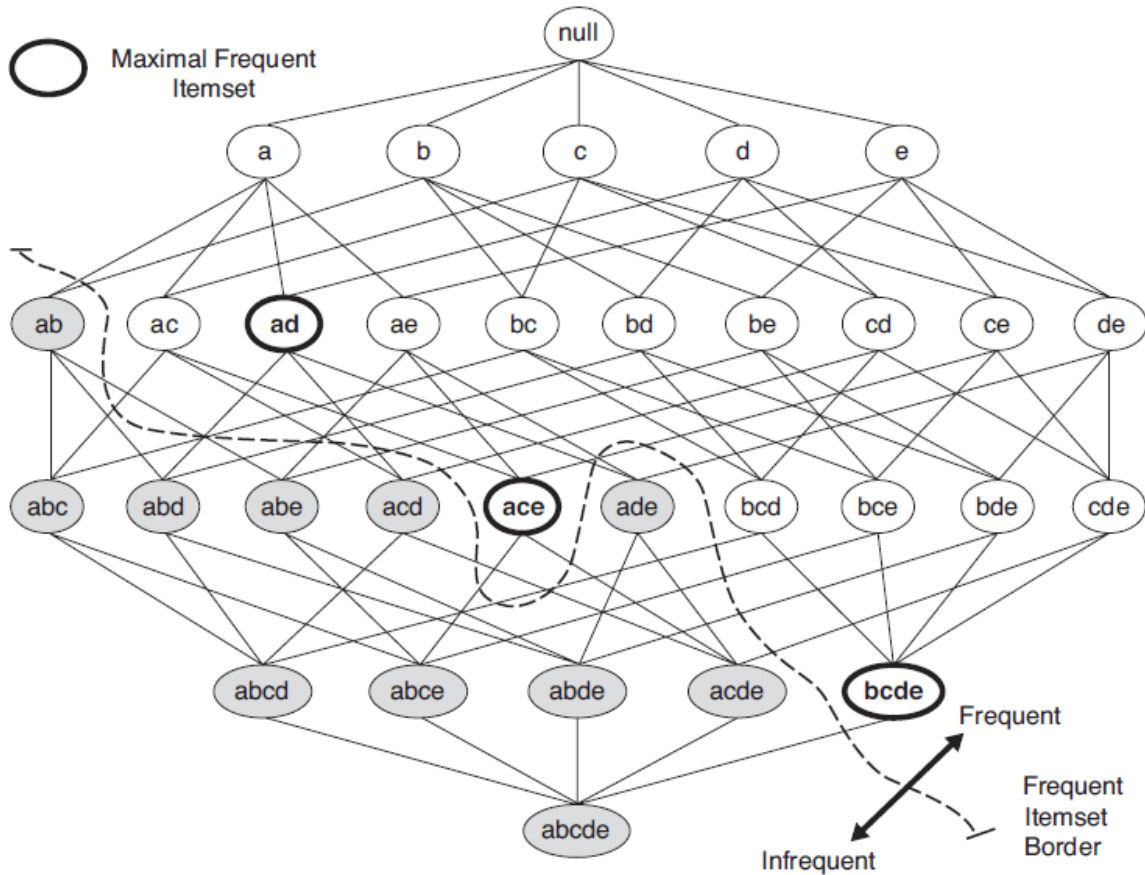 null
Maximal Frequent
Itemset
a b c d e
ab ac ad ae bc bd be cd ce de
abc abd abe acd ace ade bcd bce bde cde
abcd abce abde acde bcde
Frequent
Frequent
Itemset
Border
abcde
Infrequent